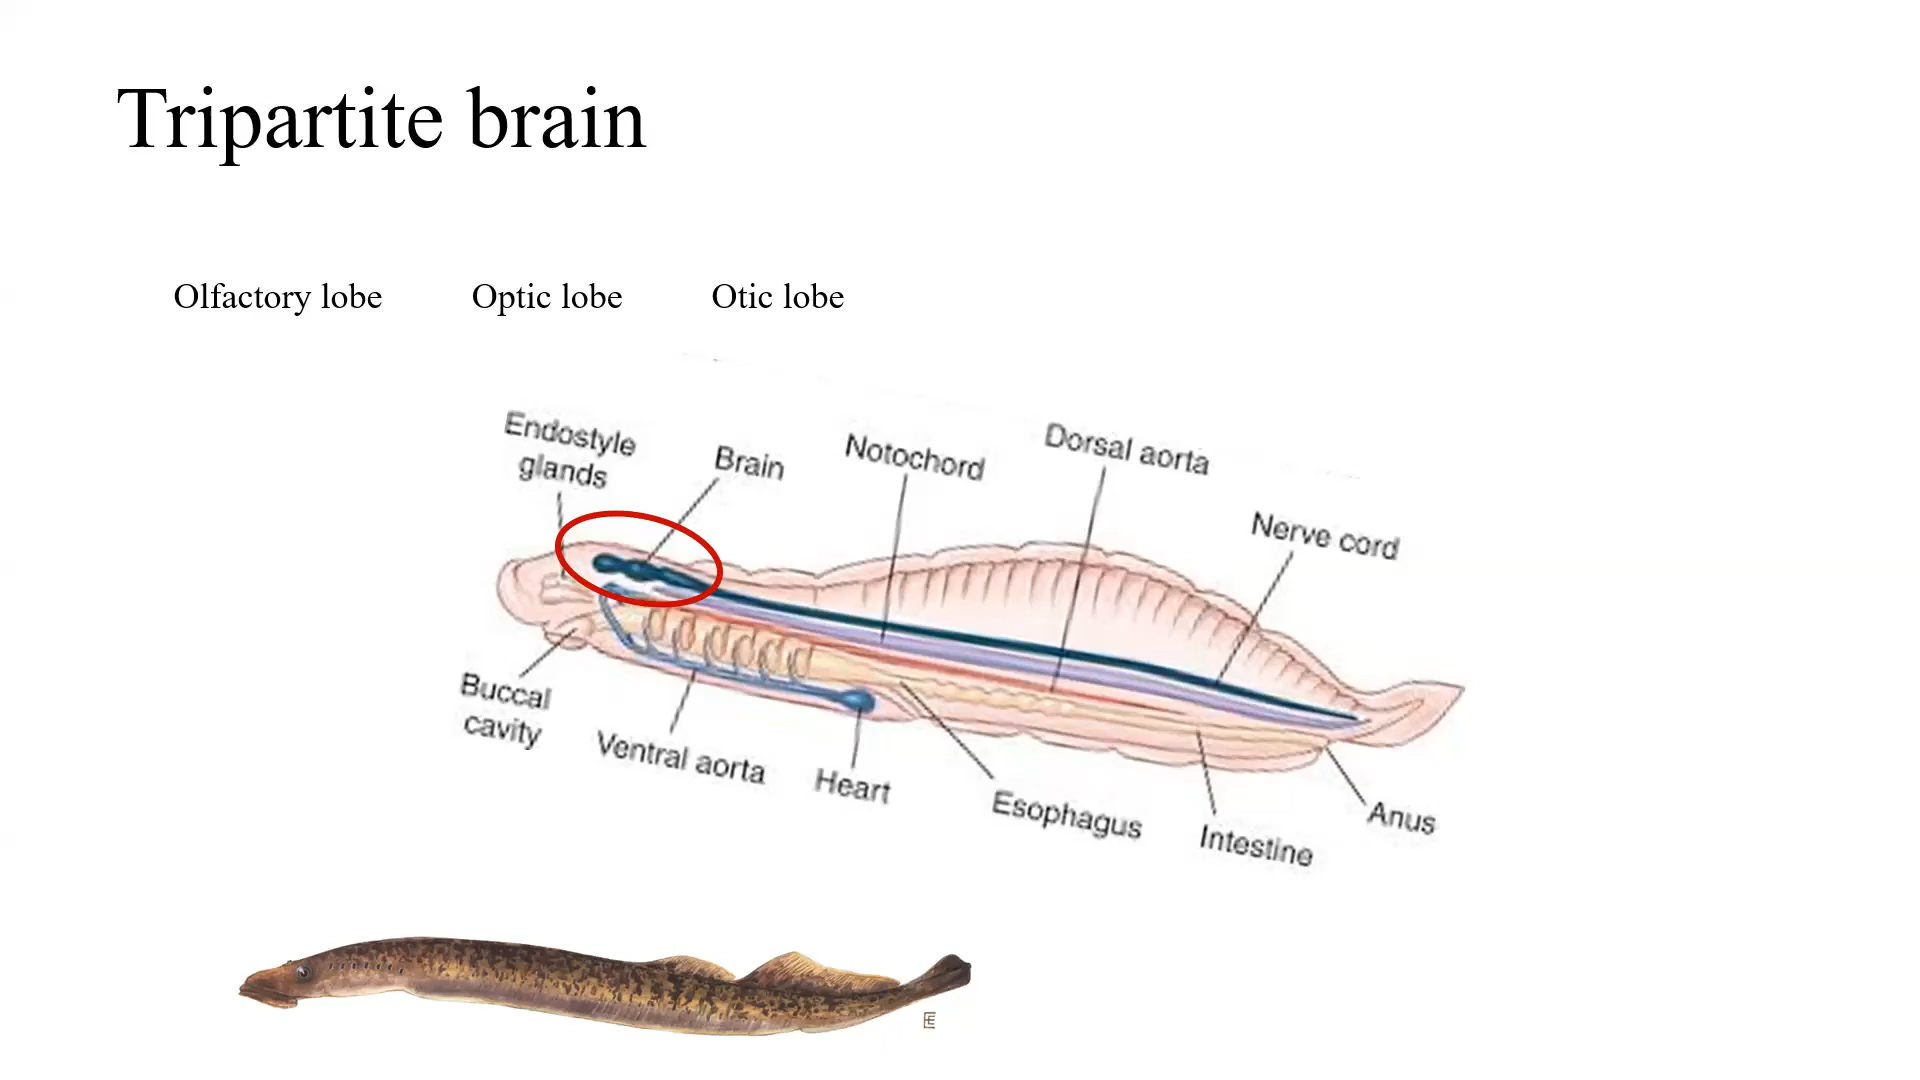 Tripartite brain
Olfactory lobe Optic lobe Otic lobe
Endostyle
glands
Brain
Notochord
Dorsal aorta
Nerve cord
Buccal
cavity
Ventral aorta
Heart
Esophagus
Intestine
Anus